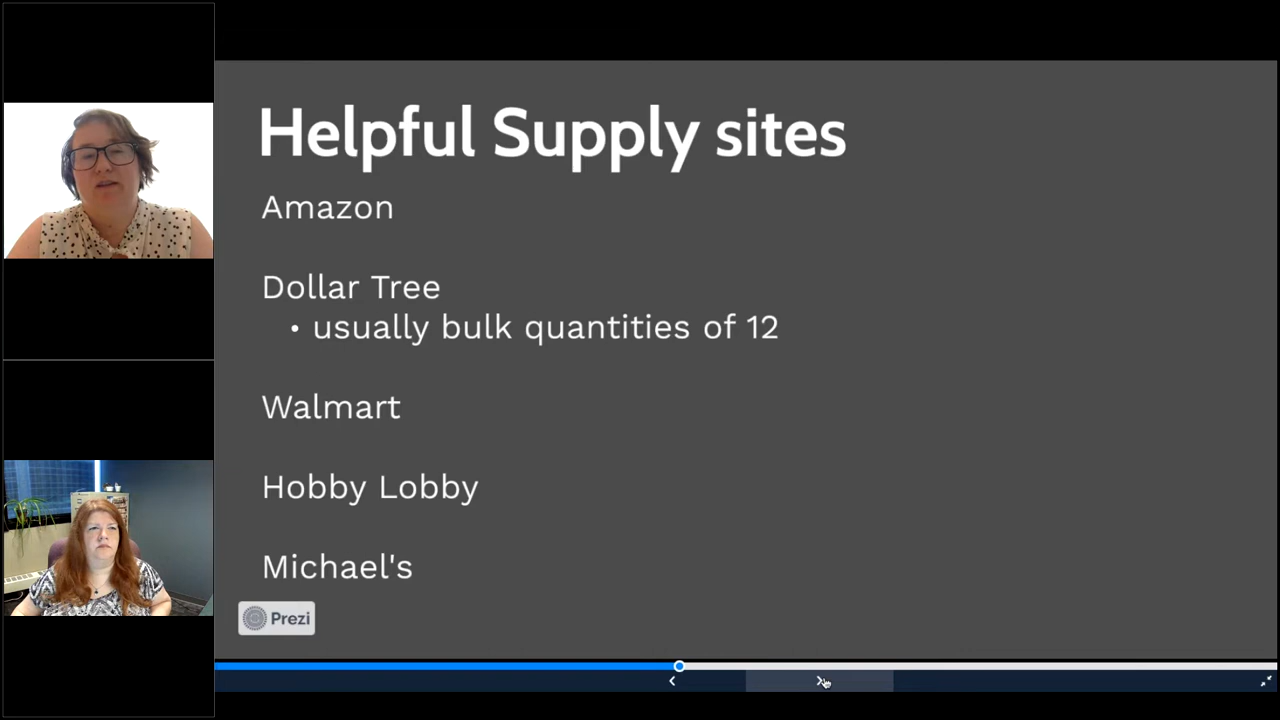 Helpful Supply sites
Amazon
Dollar Tree
• usually bulk quantities of 12
Walmart
Hobby Lobby
Michael's
Prezi